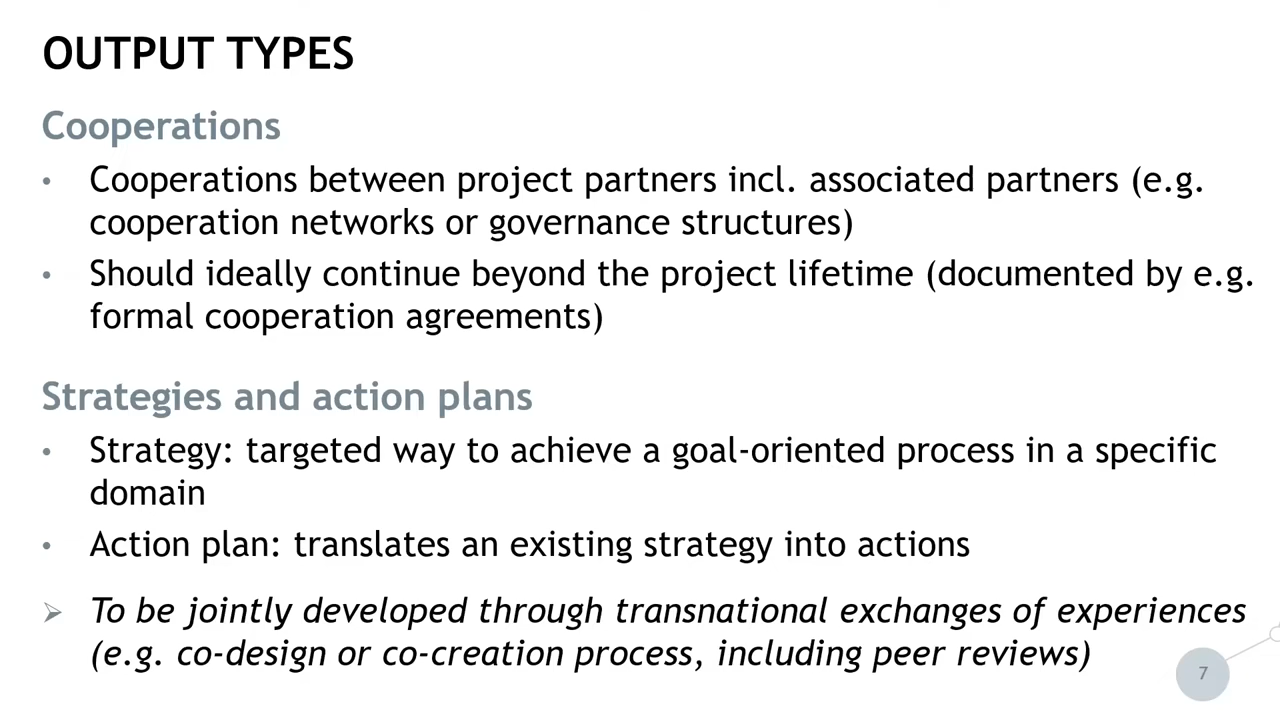 OUTPUT TYPES
Cooperations
• Cooperations between project partners incl. associated partners (e.g.
cooperation networks or governance structures)
• Should ideally continue beyond the project lifetime (documented by e.g.
formal cooperation agreements)
Strategies and action plans
• Strategy: targeted way to achieve a goal-oriented process in a specific
domain
• Action plan: translates an existing strategy into actions
➢ To be jointly developed through transnational exchanges of experiences
(e.g. co-design or co-creation process, including peer reviews)
7